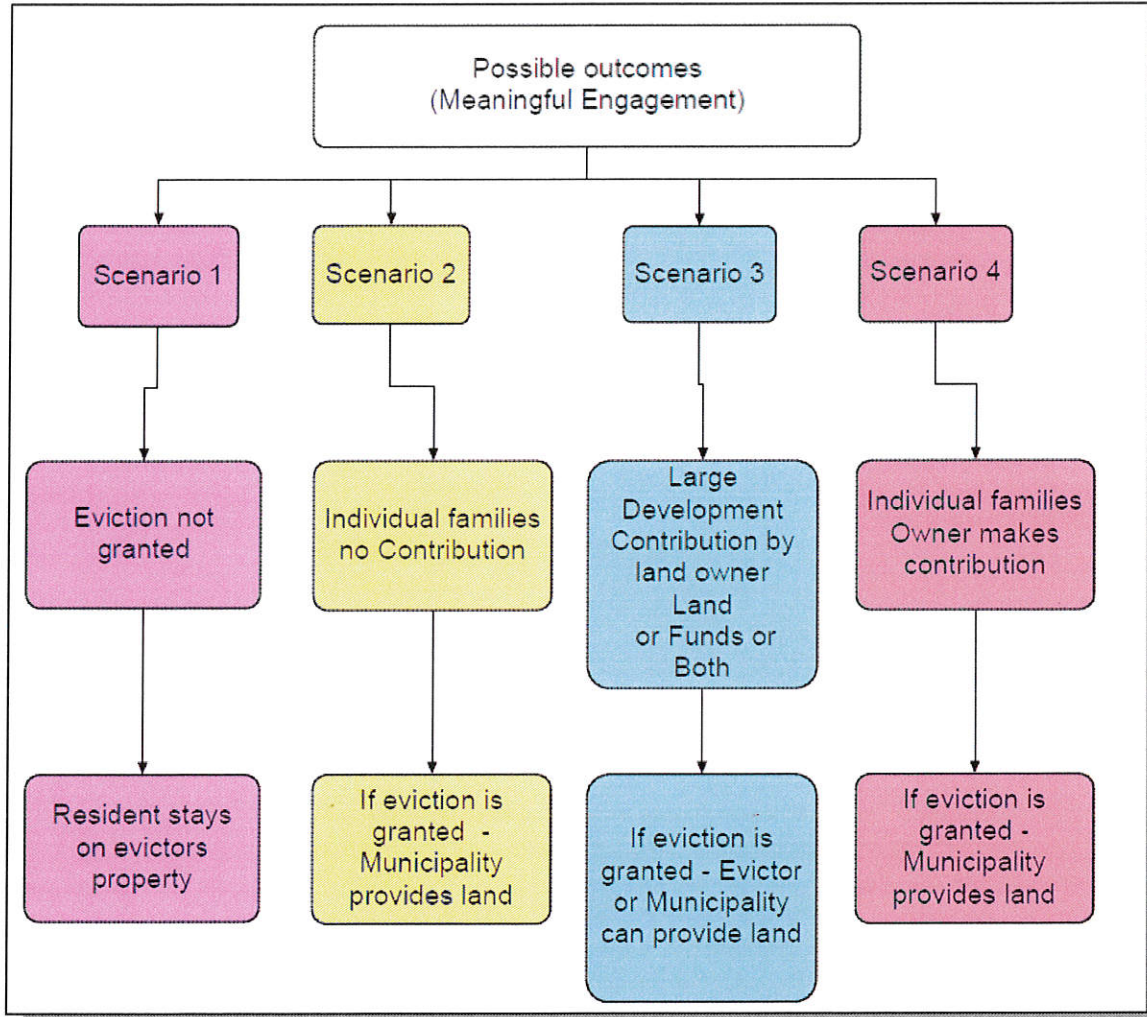 Possible outcomes
(Meaningful Engagement)
Scenario 1
Scenario 2
Scenario 3
Scenario 4
Eviction not
granted
Individual families
no Contribution
Large
Development
Contribution by
land owner
Land
or Funds or
Both
Individual families
Owner makes
contribution
Resident stays
on evictors
property
If eviction is
granted -
Municipality
provides land
If eviction is
granted - Evictor
or Municipality
can provide land
If eviction is
granted -
Municipality
provides land